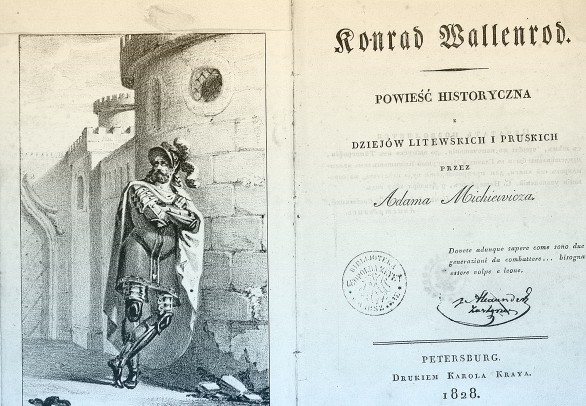 Konrad Wallenrod.
POWIEŚĆ HISTORYCZNA
z
DZIEJÓW LITEWSKICH I PRUSKICH
PRZEZ
Adama Mickiewicza.
Dovete adunque sapere come sono due
generazioni da combattere... bisogna
essere volpe e leone.
PETERSBURG.
DRUKIEM KAROLA KRAYA.
1828.